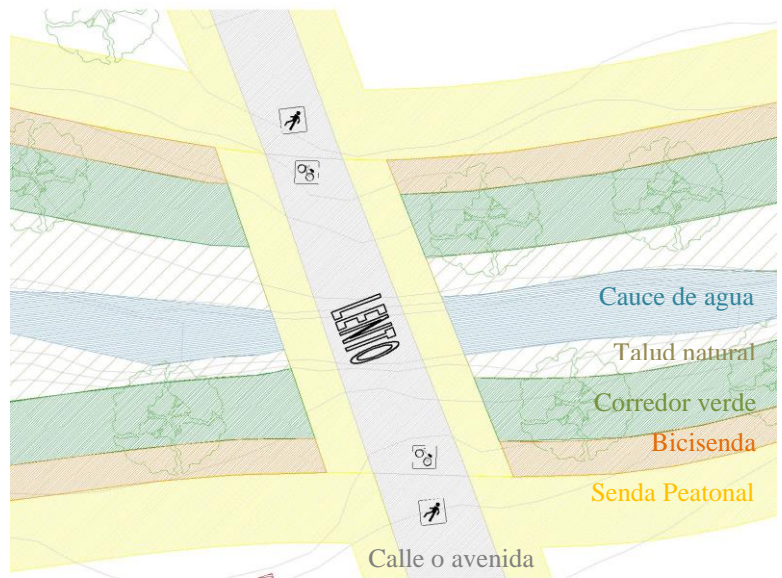 LENTO
Cauce de agua
Talud natural
Corredor verde
Bicisenda
Senda Peatonal
Calle o avenida